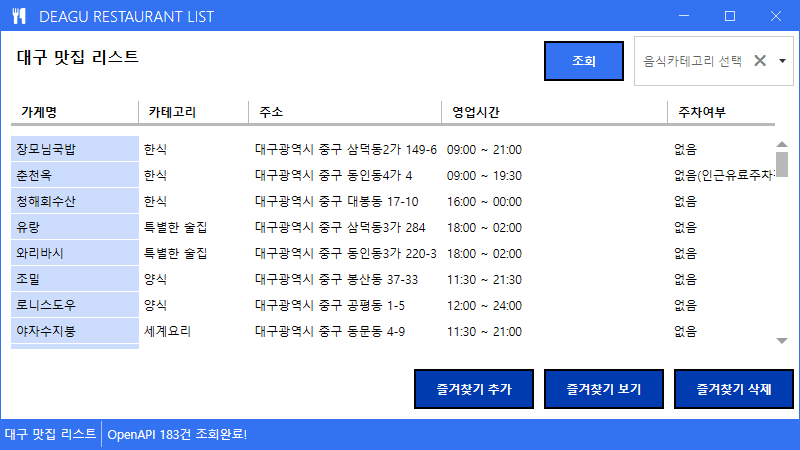 DEAGU RESTAURANT LIST
대구 맛집 리스트
조회
음식카테고리 선택
가게명 카테고리 주소 영업시간 주차여부
장모님국밥 한식 대구광역시 중구 삼덕동2가 149-6 09:00 ~ 21:00 없음
춘천옥 한식 대구광역시 중구 동인동4가 4 09:00 ~ 19:30 없음(인근유료주차
청해회수산 한식 대구광역시 중구 대봉동 17-10 16:00 ~ 00:00 없음
유랑 특별한 술집 대구광역시 중구 삼덕동3가 284 18:00 ~ 02:00 없음
와리바시 특별한 술집 대구광역시 중구 동인동3가 220-3 18:00 ~ 02:00 없음
조밀 양식 대구광역시 중구 봉산동 37-33 11:30 ~ 21:30 없음
로니스도우 양식 대구광역시 중구 공평동 1-5 12:00 ~ 24:00 없음
야자수지붕 세계요리 대구광역시 중구 동문동 4-9 11:30 ~ 21:00 없음
즐겨찾기 추가 즐겨찾기 보기 즐겨찾기 삭제
대구 맛집 리스트 OpenAPI 183건 조회완료!